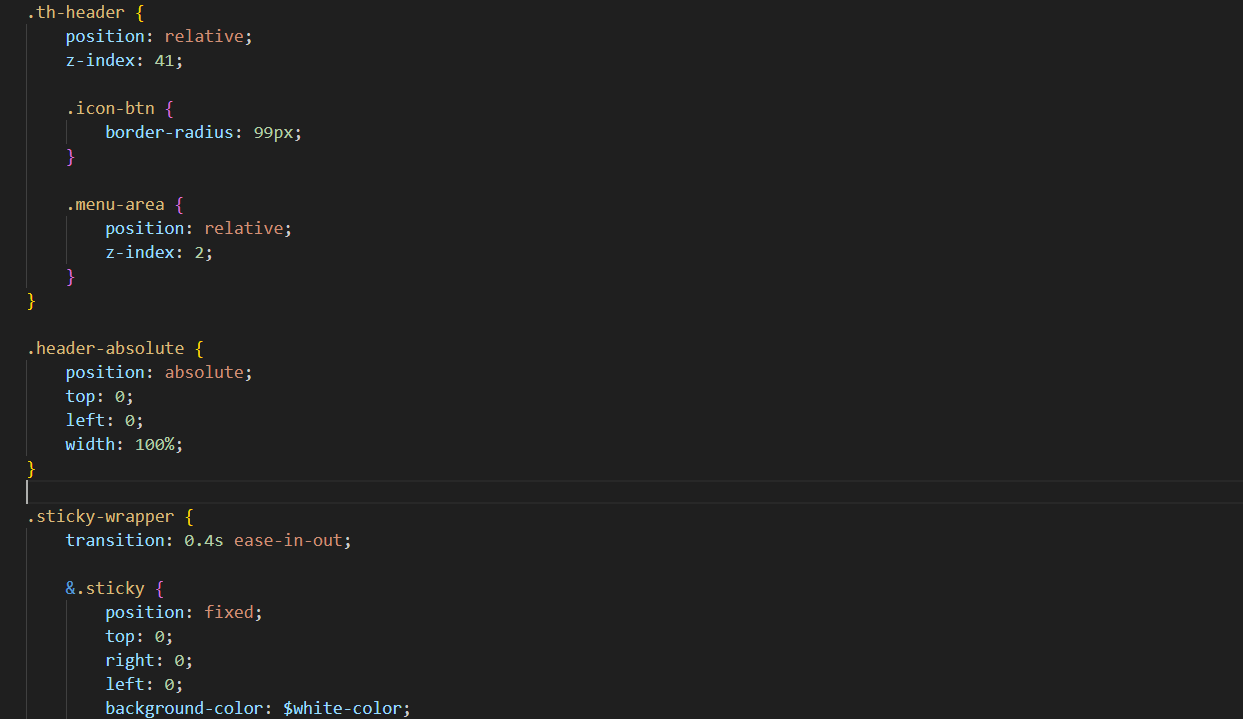 .th-header {
    position: relative;
    z-index: 41;

    .icon-btn {
        border-radius: 99px;
    }

    .menu-area {
        position: relative;
        z-index: 2;
    }
}

.header-absolute {
    position: absolute;
    top: 0;
    left: 0;
    width: 100%;
}

.sticky-wrapper {
    transition: 0.4s ease-in-out;

    &.sticky {
        position: fixed;
        top: 0;
        right: 0;
        left: 0;
        background-color: $white-color;